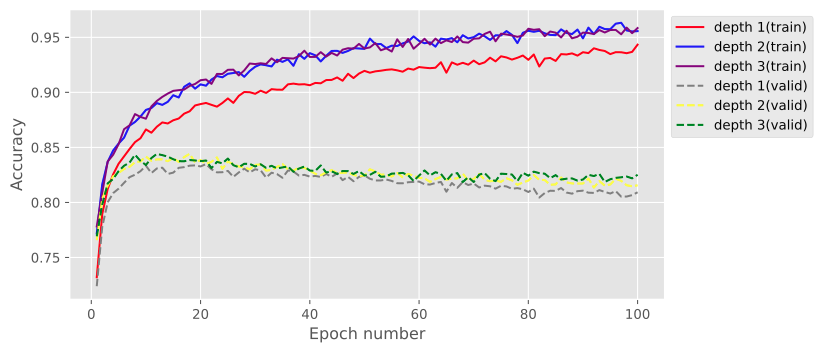 0.95
0.90
0.85
0.80
0.75
Accuracy
0 20 40 60 80 100
Epoch number
depth 1(train)
depth 2(train)
depth 3(train)
depth 1(valid)
depth 2(valid)
depth 3(valid)